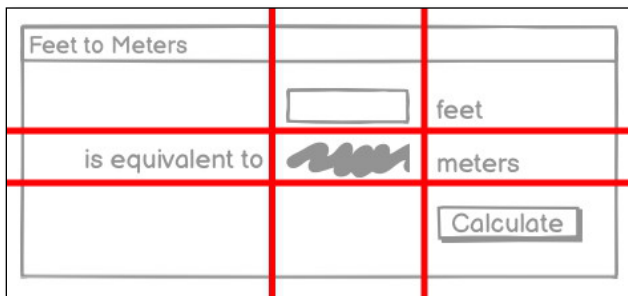 Feet to Meters
feet
is equivalent to meters
Calculate